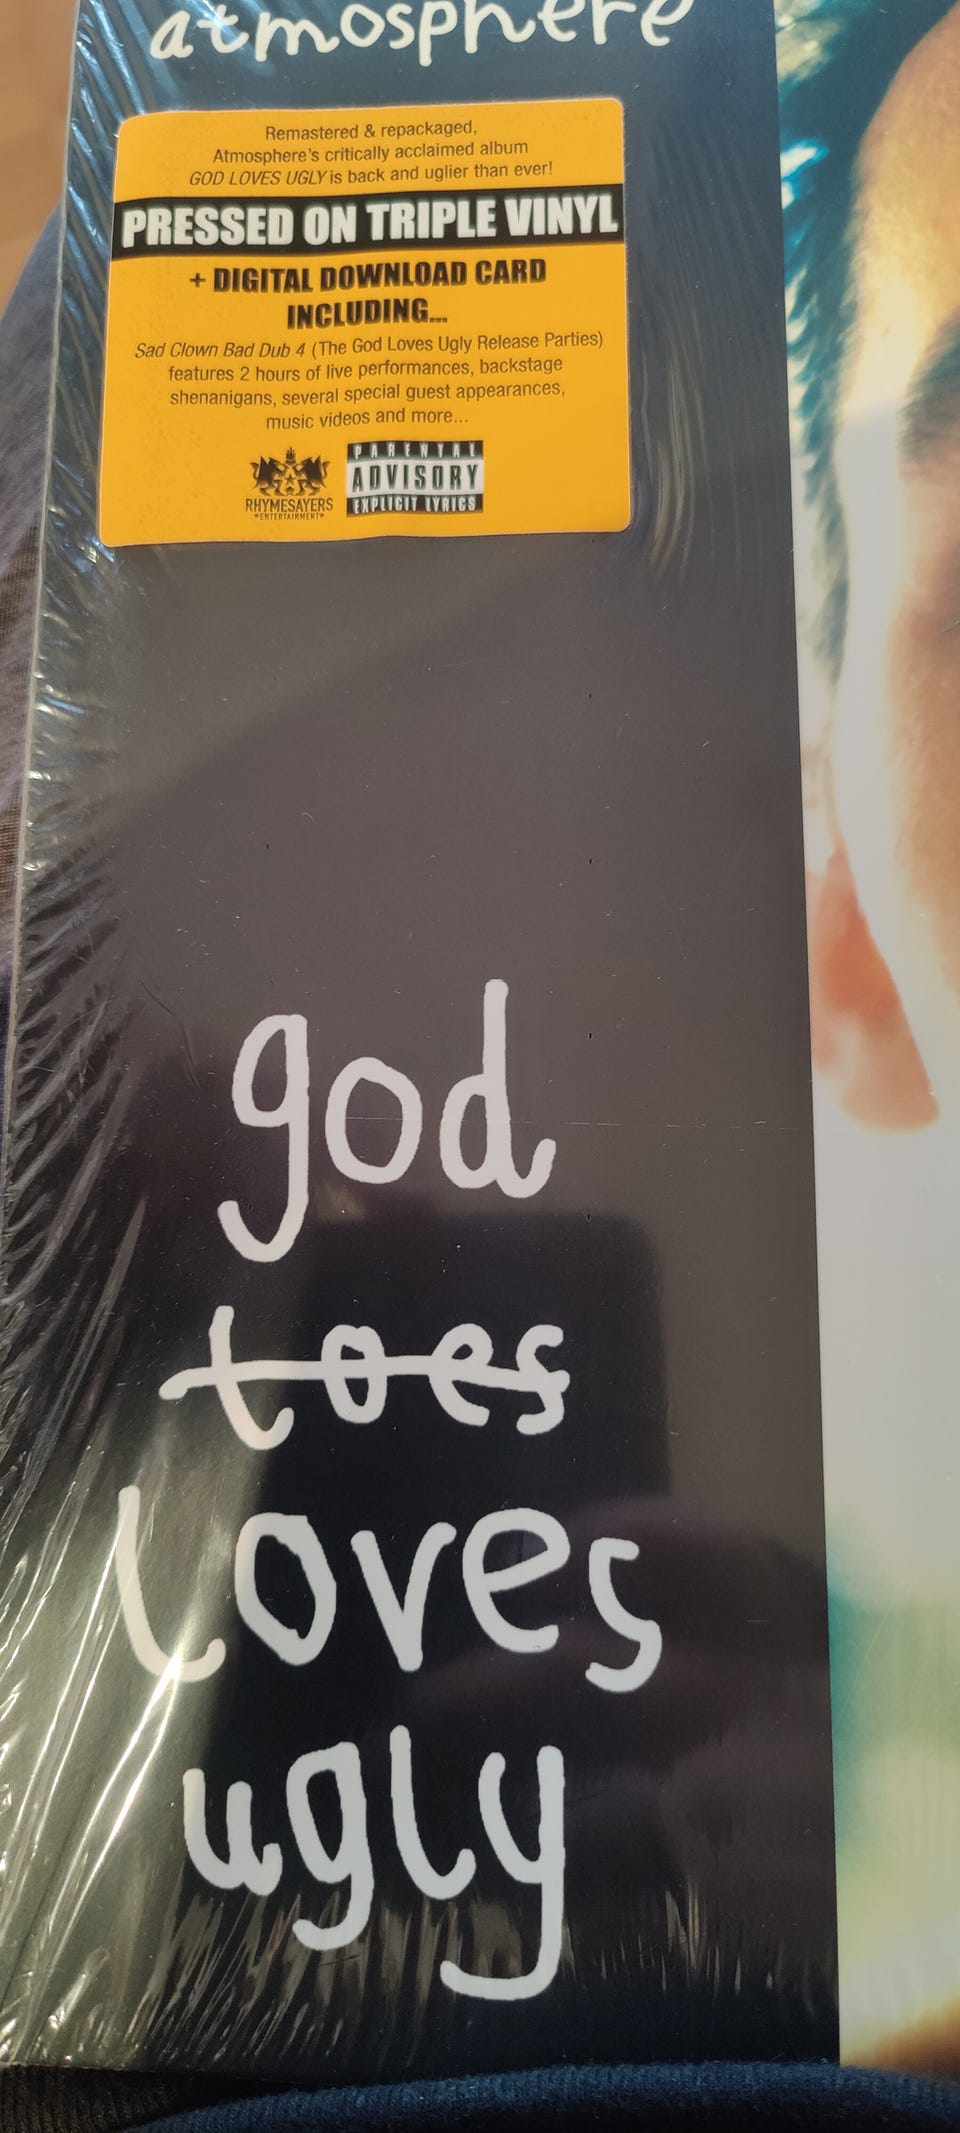 atmosphere
Remastered & repackaged,
Atmosphere's critically acclaimed album
GOD LOVES UGLY is back and uglier than ever!
PRESSED ON TRIPLE VINYL
+ DIGITAL DOWNLOAD CARD
INCLUDING...
Sad Clown Bad Dub 4 (The God Loves Ugly Release Parties)
features 2 hours of live performances, backstage
shenanigans, several special guest appearances,
music videos and more...
RHYMESAYERS
ENTERTAINMENT
PARENTAL
ADVISORY
EXPLICIT LYRICS
god
toes
loves
ugly